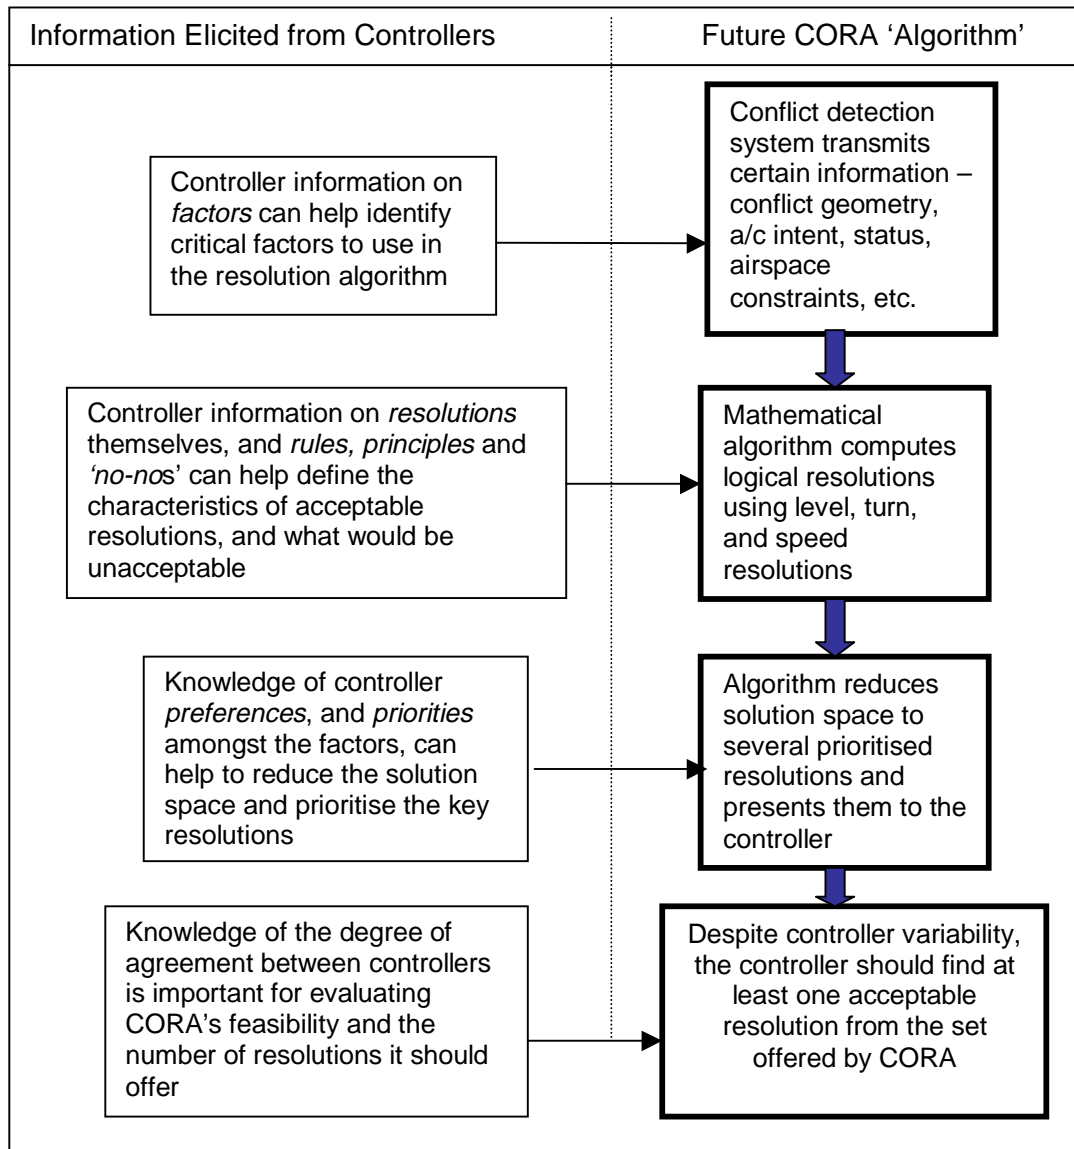 Information Elicited from Controllers
Future CORA ‘Algorithm’
Conflict detection
system transmits
certain information –
conflict geometry,
a/c intent, status,
airspace
constraints, etc.
Controller information on
factors can help identify
critical factors to use in
the resolution algorithm
Controller information on resolutions
themselves, and rules, principles and
‘no-nos’ can help define the
characteristics of acceptable
resolutions, and what would be
unacceptable
Mathematical
algorithm computes
logical resolutions
using level, turn,
and speed
resolutions
Knowledge of controller
preferences, and priorities
amongst the factors, can
help to reduce the solution
space and prioritise the key
resolutions
Algorithm reduces
solution space to
several prioritised
resolutions and
presents them to the
controller
Knowledge of the degree of
agreement between controllers
is important for evaluating
CORA’s feasibility and the
number of resolutions it should
offer
Despite controller variability,
the controller should find at
least one acceptable
resolution from the set
offered by CORA